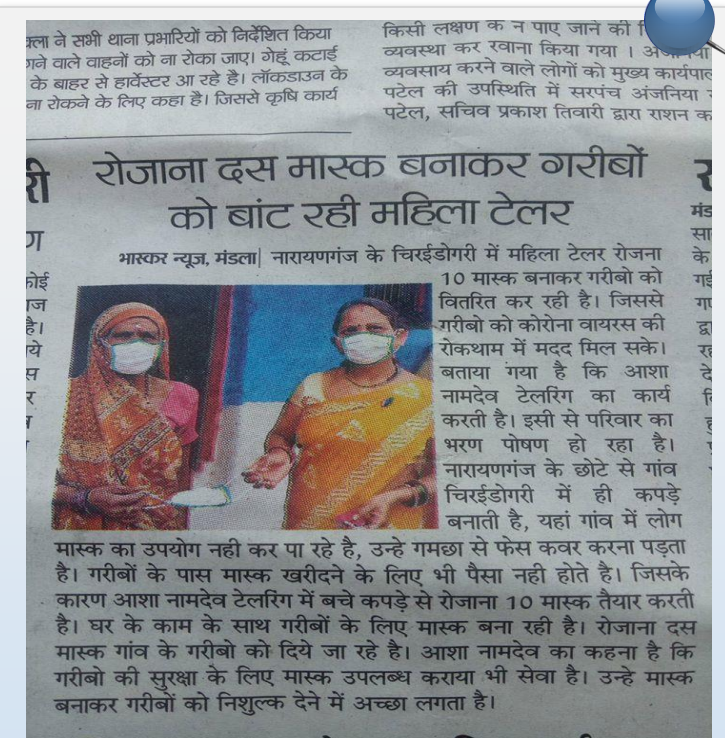 क्ला ने सभी थाना प्रभारियों को निर्देशित किया
गने वाले वाहनों को ना रोका जाए। गेहूं कटाई
के बाहर से हार्वेस्टर आ रहे है। लॉकडाउन के
ना रोकने के लिए कहा है। जिससे कृषि कार्य
किसी लक्षण के न पाए जाने की
व्यवस्था कर रवाना किया गया ।
व्यवसाय करने वाले लोगों को मुख्य कार्यपाल
पटेल की उपस्थिति में सरपंच अंजनिया
पटेल, सचिव प्रकाश तिवारी द्वारा राशन क
रोजाना दस मास्क बनाकर गरीबों
को बांट रही महिला टेलर
भास्कर न्यूज, मंडला| नारायणगंज के चिरईडोगरी में महिला टेलर रोजना
10 मास्क बनाकर गरीबो को
वितरित कर रही है। जिससे
गरीबो को कोरोना वायरस की
रोकथाम में मदद मिल सके।
बताया गया है कि आशा
नामदेव टेलरिंग का कार्य
करती है। इसी से परिवार का
भरण पोषण हो रहा है।
नारायणगंज के छोटे से गांव
चिरईडोगरी में ही कपड़े
बनाती है, यहां गांव में लोग
मास्क का उपयोग नही कर पा रहे है, उन्हे गमछा से फेस कवर करना पड़ता
है। गरीबों के पास मास्क खरीदने के लिए भी पैसा नही होते है। जिसके
कारण आशा नामदेव टेलरिंग में बचे कपड़े से रोजाना 10 मास्क तैयार करती
है। घर के काम के साथ गरीबों के लिए मास्क बना रही है। रोजाना दस
मास्क गांव के गरीबो को दिये जा रहे है। आशा नामदेव का कहना है कि
गरीबो की सुरक्षा के लिए मास्क उपलब्ध कराया भी सेवा है। उन्हे मास्क
बनाकर गरीबों को निशुल्क देने में अच्छा लगता है।